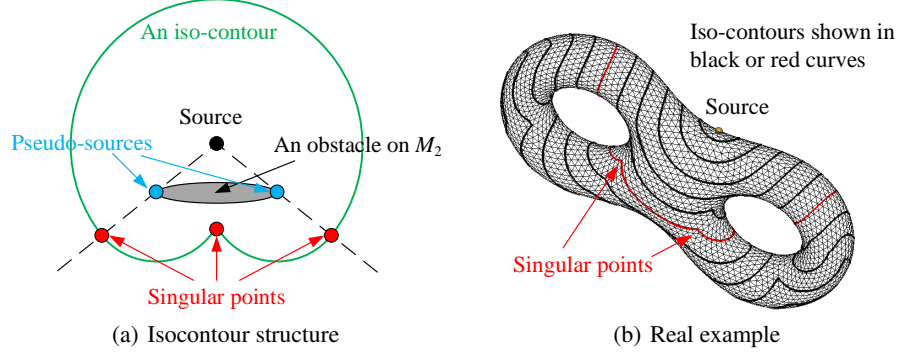 An iso-contour
Source
Pseudo-sources
An obstacle on M2
Singular points
(a) Isocontour structure
Iso-contours shown in
black or red curves
Source
Singular points
(b) Real example